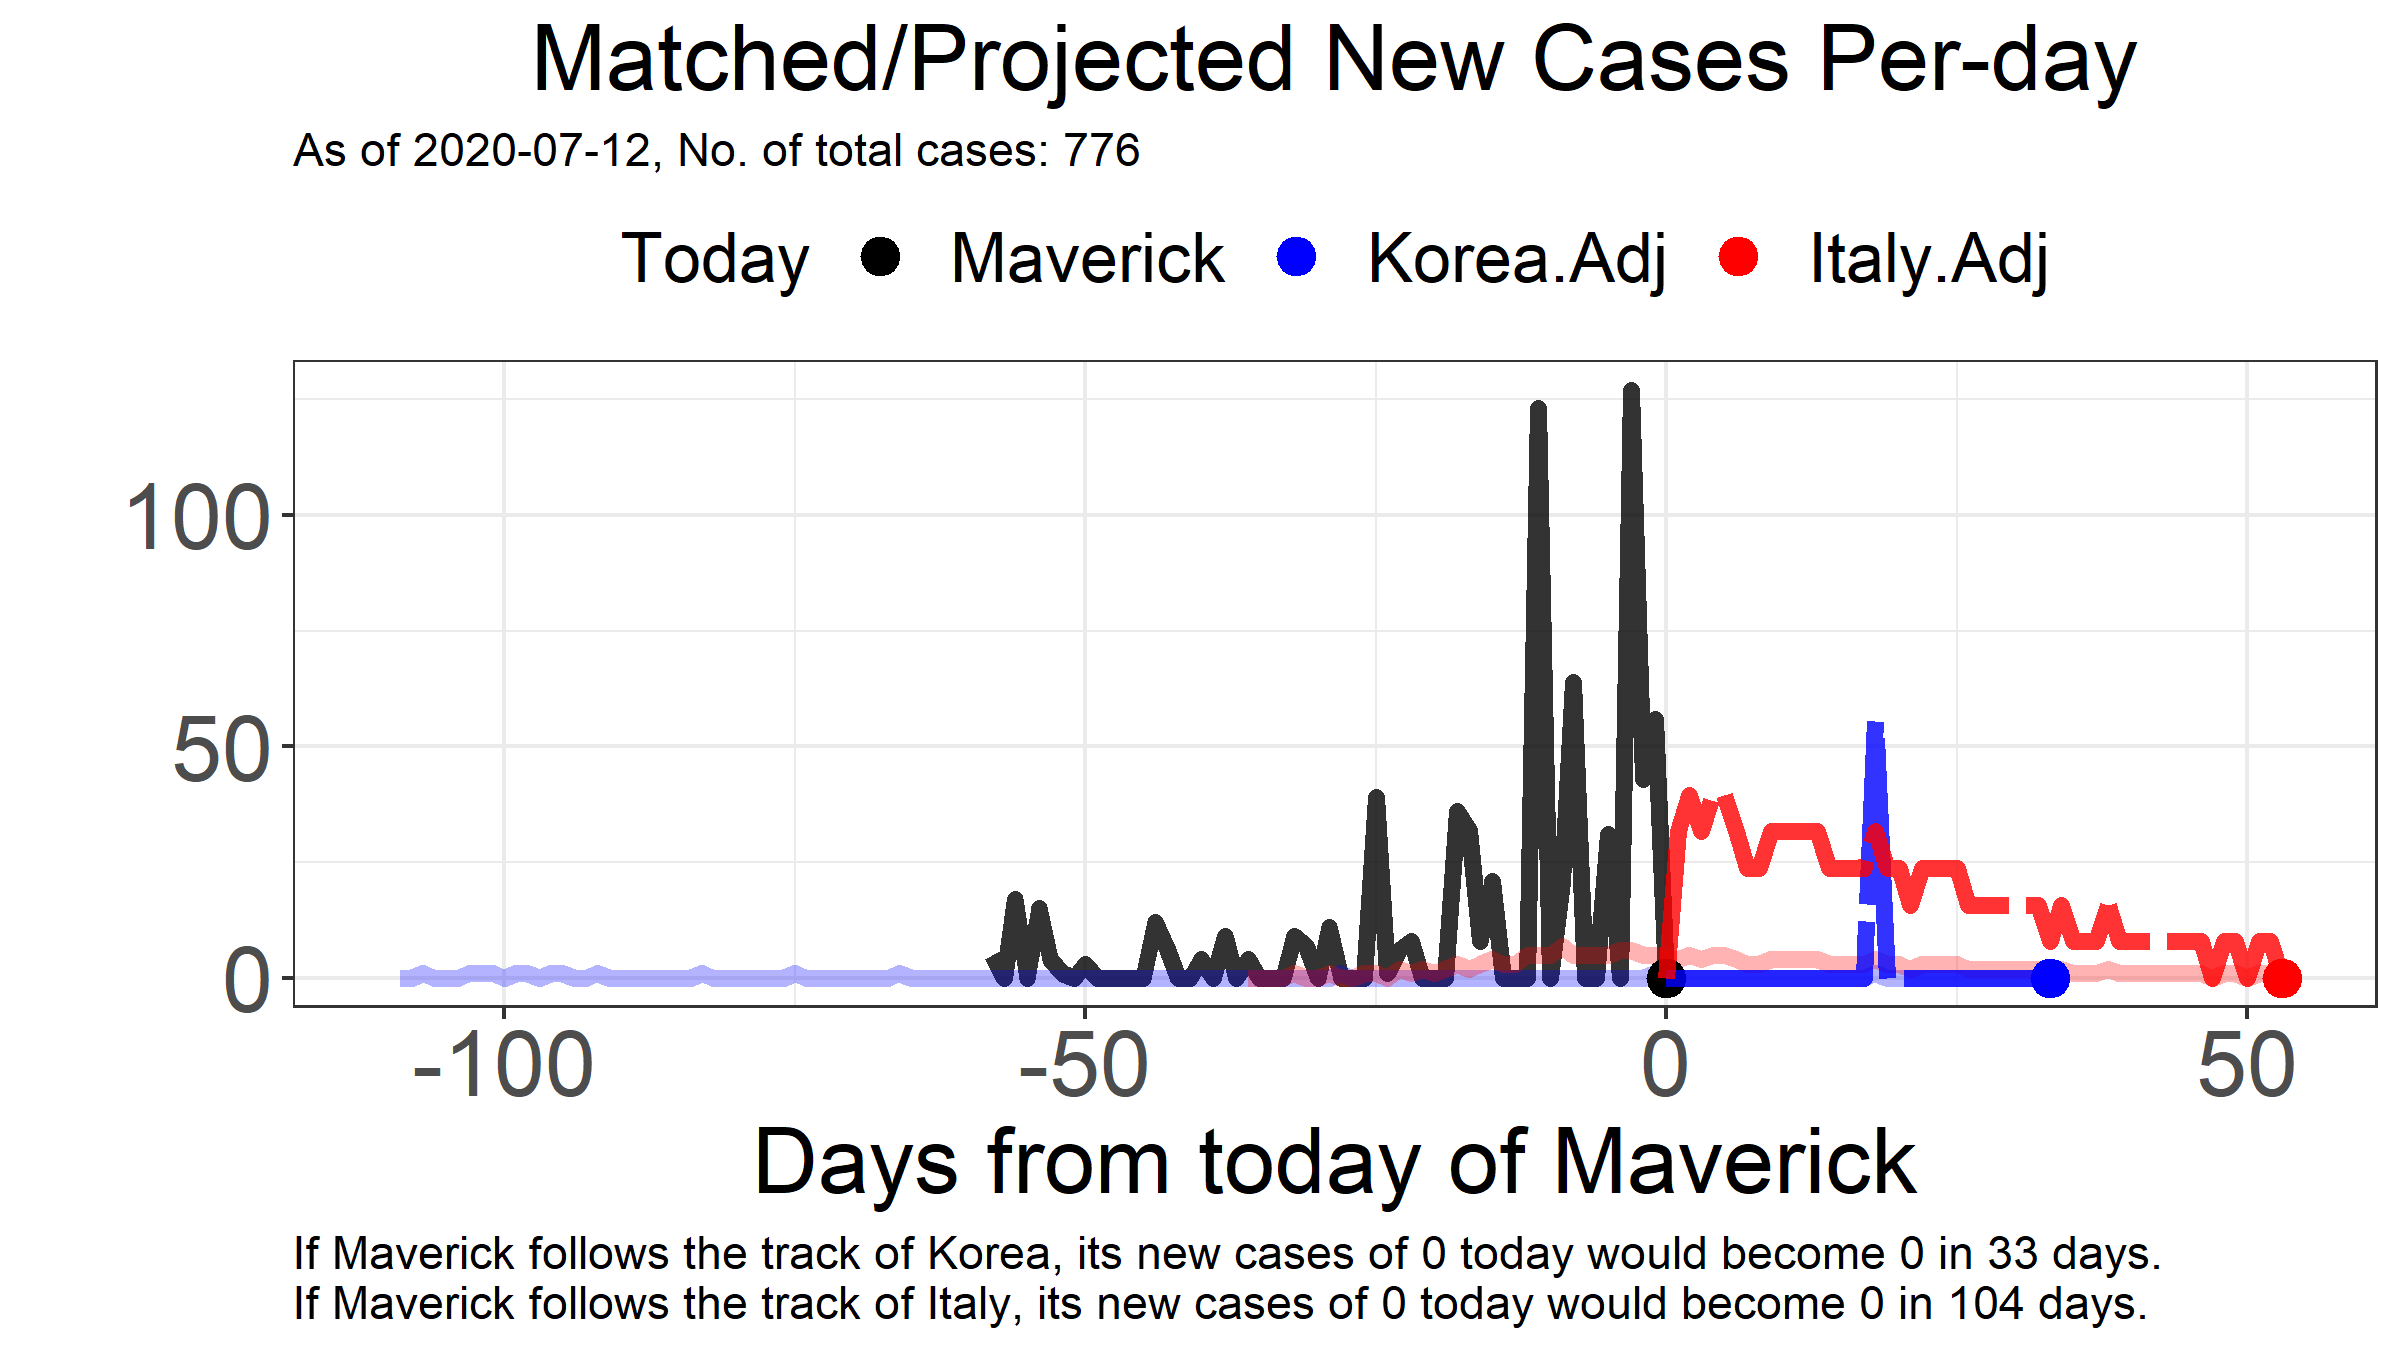 Matched/Projected New Cases Per-day
As of 2020-07-12, No. of total cases: 776
Today Maverick Korea.Adj Italy.Adj
100
50
0
-100 -50 0 50
Days from today of Maverick
If Maverick follows the track of Korea, its new cases of 0 today would become 0 in 33 days.
If Maverick follows the track of Italy, its new cases of 0 today would become 0 in 104 days.